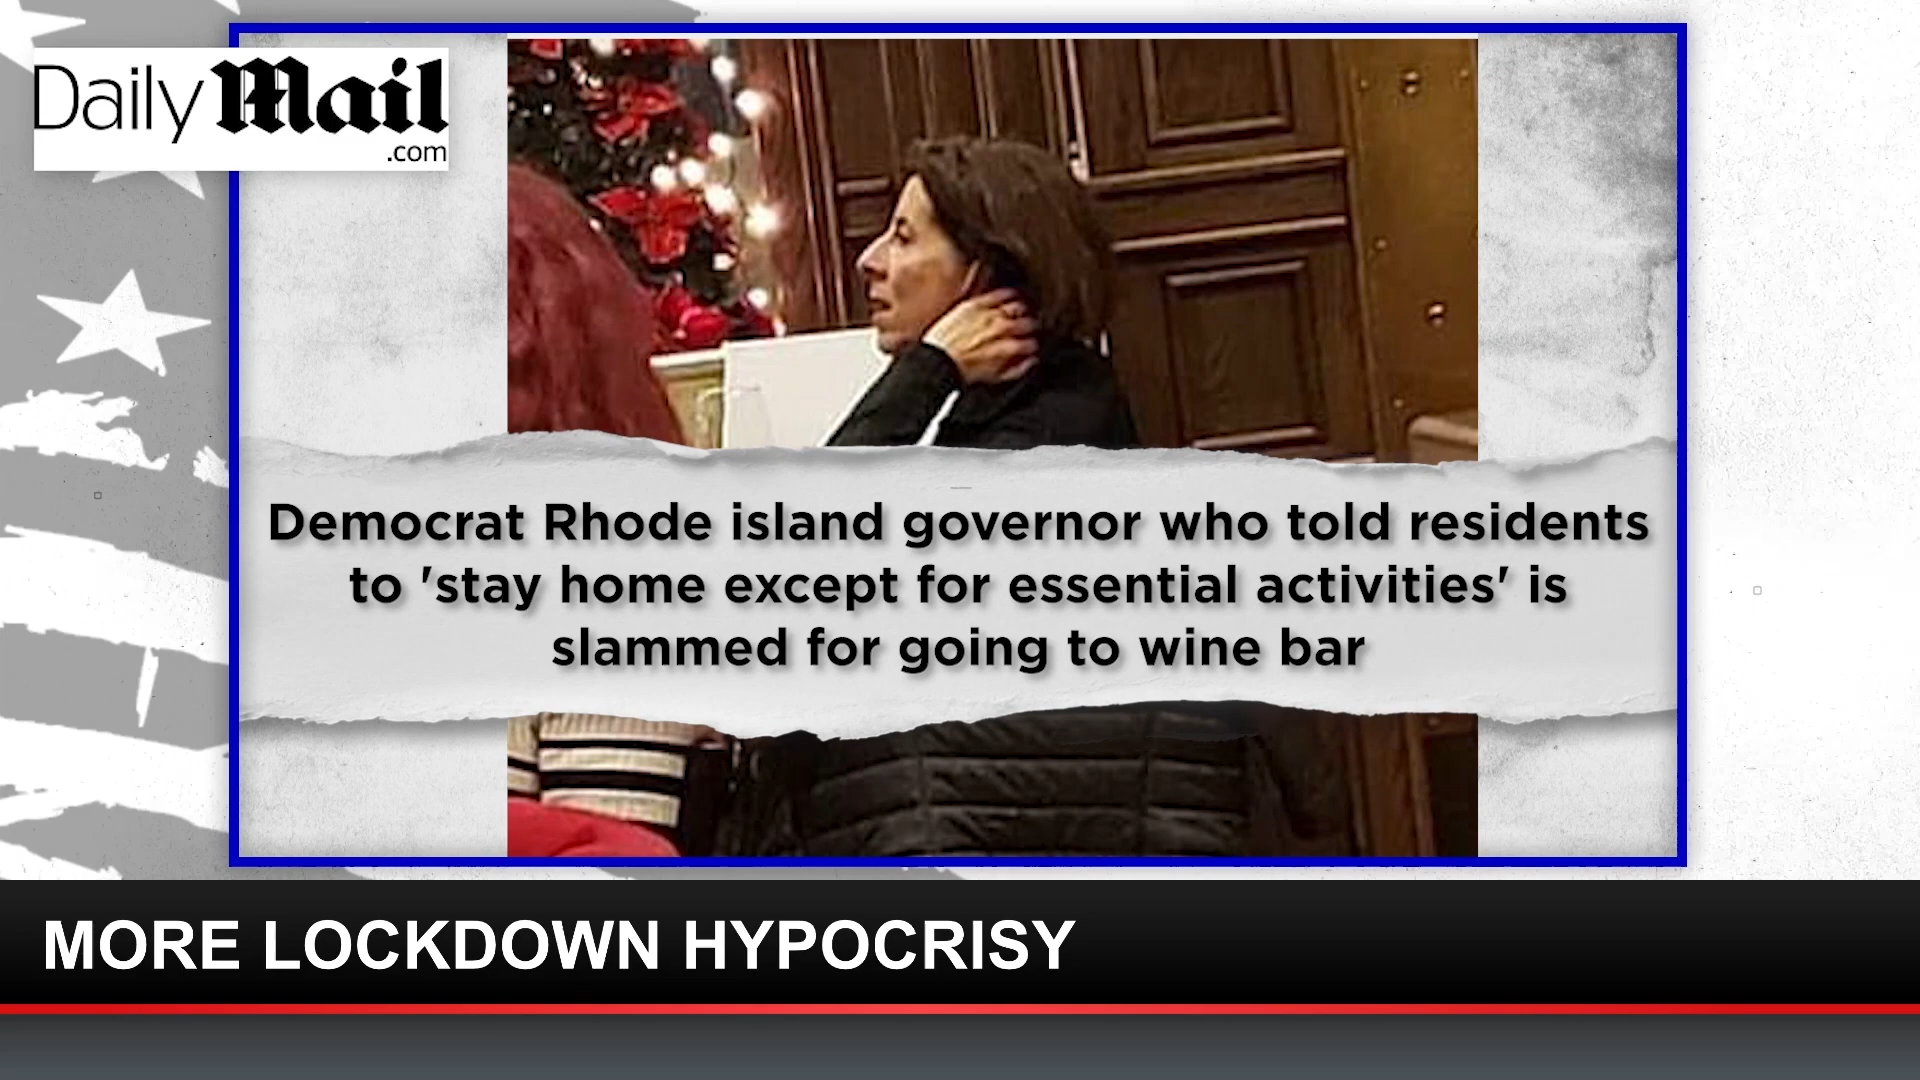 Daily Mail
.com
Democrat Rhode island governor who told residents
to 'stay home except for essential activities' is
slammed for going to wine bar
MORE LOCKDOWN HYPOCRISY